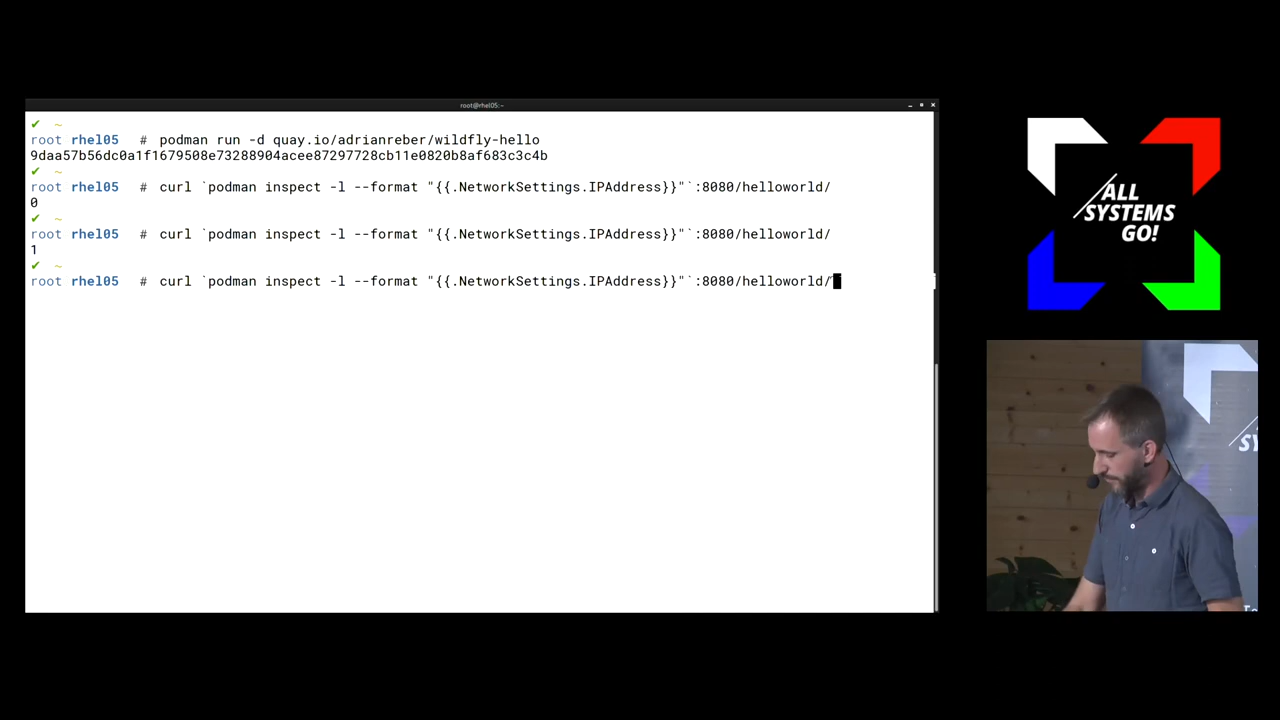 root@rhel05:~
✔ ~
root rhel05 # podman run -d quay.io/adrianreber/wildfly-hello
9daa57b56dc0a1f1679508e73288904acee87297728cb11e0820b8af683c3c4b
✔ ~
root rhel05 # curl `podman inspect -l --format "{{.NetworkSettings.IPAddress}}"`:8080/helloworld/
0
✔ ~
root rhel05 # curl `podman inspect -l --format "{{.NetworkSettings.IPAddress}}"`:8080/helloworld/
1
✔ ~
root rhel05 # curl `podman inspect -l --format "{{.NetworkSettings.IPAddress}}"`:8080/helloworld/
ALL
SYSTEMS
GO!